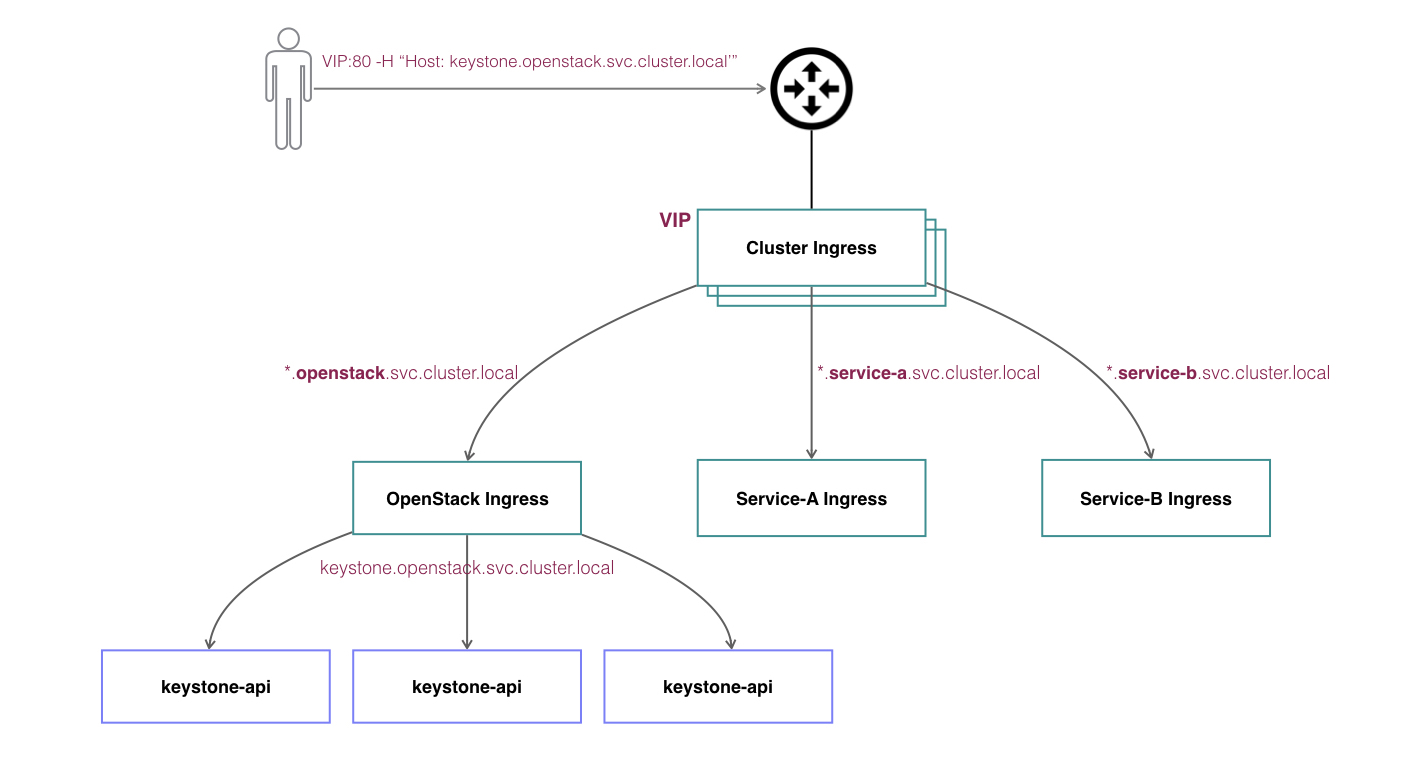 VIP:80 -H “Host: keystone.openstack.svc.cluster.local’”
VIP
Cluster Ingress
*.openstack.svc.cluster.local
*.service-a.svc.cluster.local
*.service-b.svc.cluster.local
OpenStack Ingress
Service-A Ingress
Service-B Ingress
keystone.openstack.svc.cluster.local
keystone-api
keystone-api
keystone-api